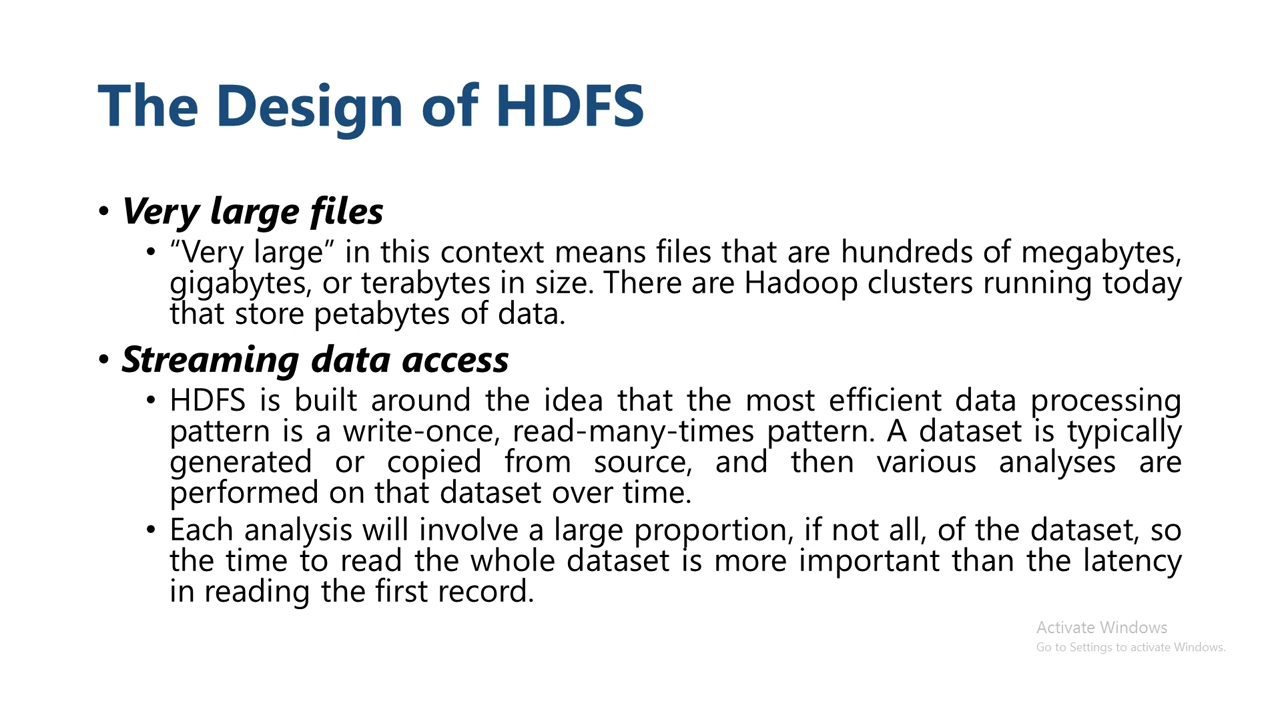 The Design of HDFS
• Very large files
• “Very large” in this context means files that are hundreds of megabytes,
gigabytes, or terabytes in size. There are Hadoop clusters running today
that store petabytes of data.
• Streaming data access
• HDFS is built around the idea that the most efficient data processing
pattern is a write-once, read-many-times pattern. A dataset is typically
generated or copied from source, and then various analyses are
performed on that dataset over time.
• Each analysis will involve a large proportion, if not all, of the dataset, so
the time to read the whole dataset is more important than the latency
in reading the first record.
Activate Windows
Go to Settings to activate Windows.